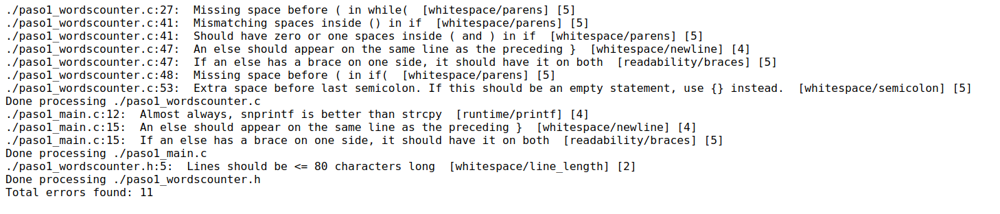 ./paso1_wordscounter.c:27:  Missing space before ( in while(  [whitespace/parens] [5]
./paso1_wordscounter.c:41:  Mismatching spaces inside () in if  [whitespace/parens] [5]
./paso1_wordscounter.c:41:  Should have zero or one spaces inside ( and ) in if  [whitespace/parens] [5]
./paso1_wordscounter.c:47:  An else should appear on the same line as the preceding }  [whitespace/newline] [4]
./paso1_wordscounter.c:47:  If an else has a brace on one side, it should have it on both  [readability/braces] [5]
./paso1_wordscounter.c:48:  Missing space before ( in if(  [whitespace/parens] [5]
./paso1_wordscounter.c:53:  Extra space before last semicolon. If this should be an empty statement, use {} instead.  [whitespace/semicolon] [5]
Done processing ./paso1_wordscounter.c
./paso1_main.c:12:  Almost always, snprintf is better than strcpy  [runtime/printf] [4]
./paso1_main.c:15:  An else should appear on the same line as the preceding }  [whitespace/newline] [4]
./paso1_main.c:15:  If an else has a brace on one side, it should have it on both  [readability/braces] [5]
Done processing ./paso1_main.c
./paso1_wordscounter.h:5:  Lines should be <= 80 characters long  [whitespace/line_length] [2]
Done processing ./paso1_wordscounter.h
Total errors found: 11